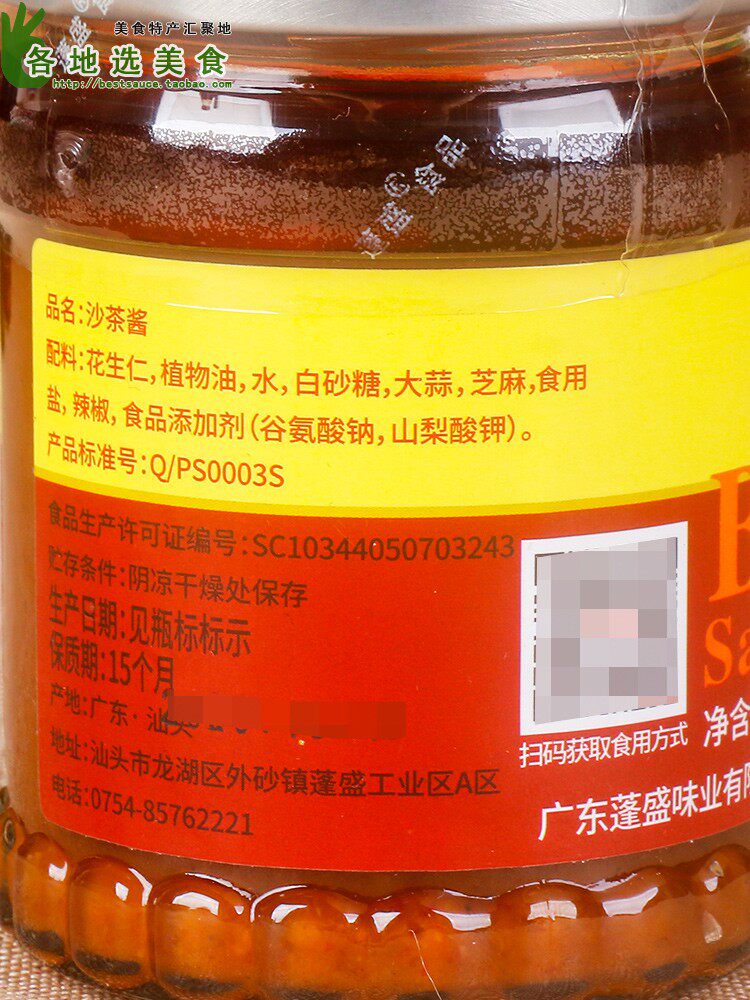 美食特产汇聚地
各地选美食
http://bestsauce.taobao.com
蓬盛®食品
品名:沙茶酱
配料:花生仁,植物油,水,白砂糖,大蒜,芝麻,食用
盐,辣椒,食品添加剂(谷氨酸钠,山梨酸钾)。
产品标准号:Q/PS0003S
食品生产许可证编号:SC10344050703243
贮存条件:阴凉干燥处保存
生产日期:见瓶标标示
保质期:15个月
产地:广东·汕头
地址:汕头市龙湖区外砂镇蓬盛工业区A区
电话:0754-85762221
扫码获取食用方式
Sa
净含
广东蓬盛味业有限